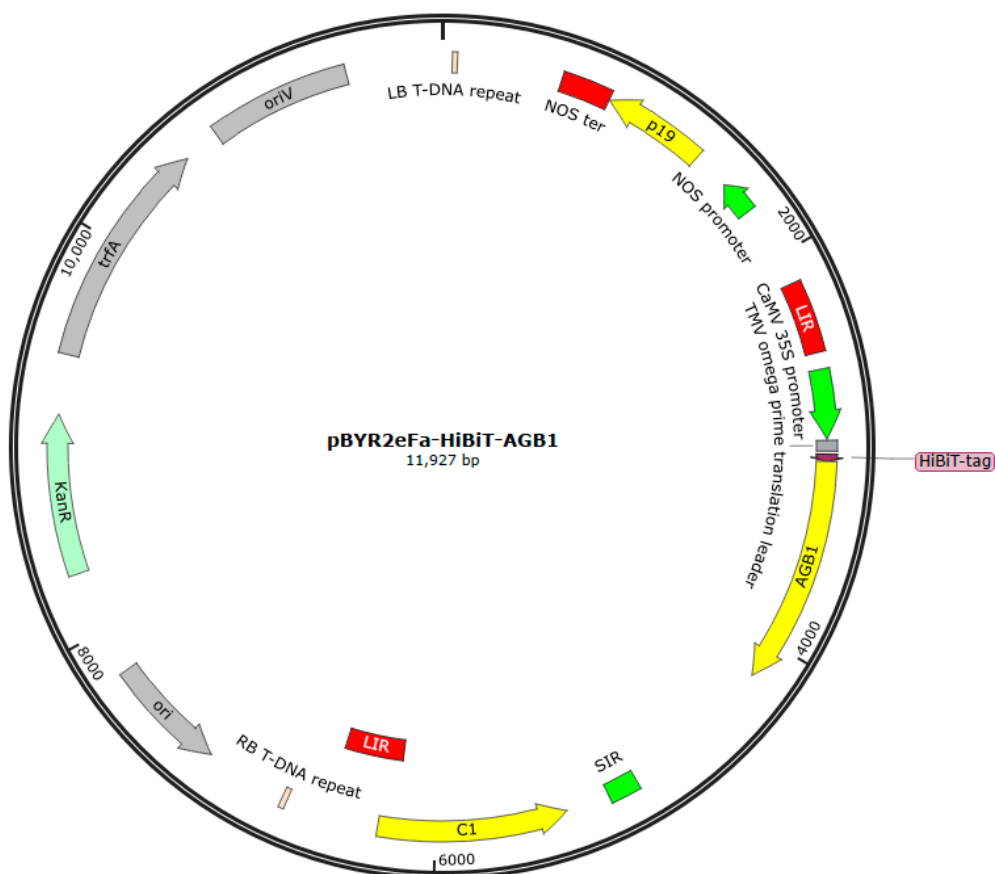 LB T-DNA repeat
NOS ter
p19
NOS promoter
2000
LIR
CaMV 35S promoter
TMV omega prime translation leader
HiBiT-tag
AGB1
4000
SIR
C1
6000
LIR
RB T-DNA repeat
ori
8000
KanR
trfA
10,000
oriV
pBYR2eFa-HiBiT-AGB1
11,927 bp